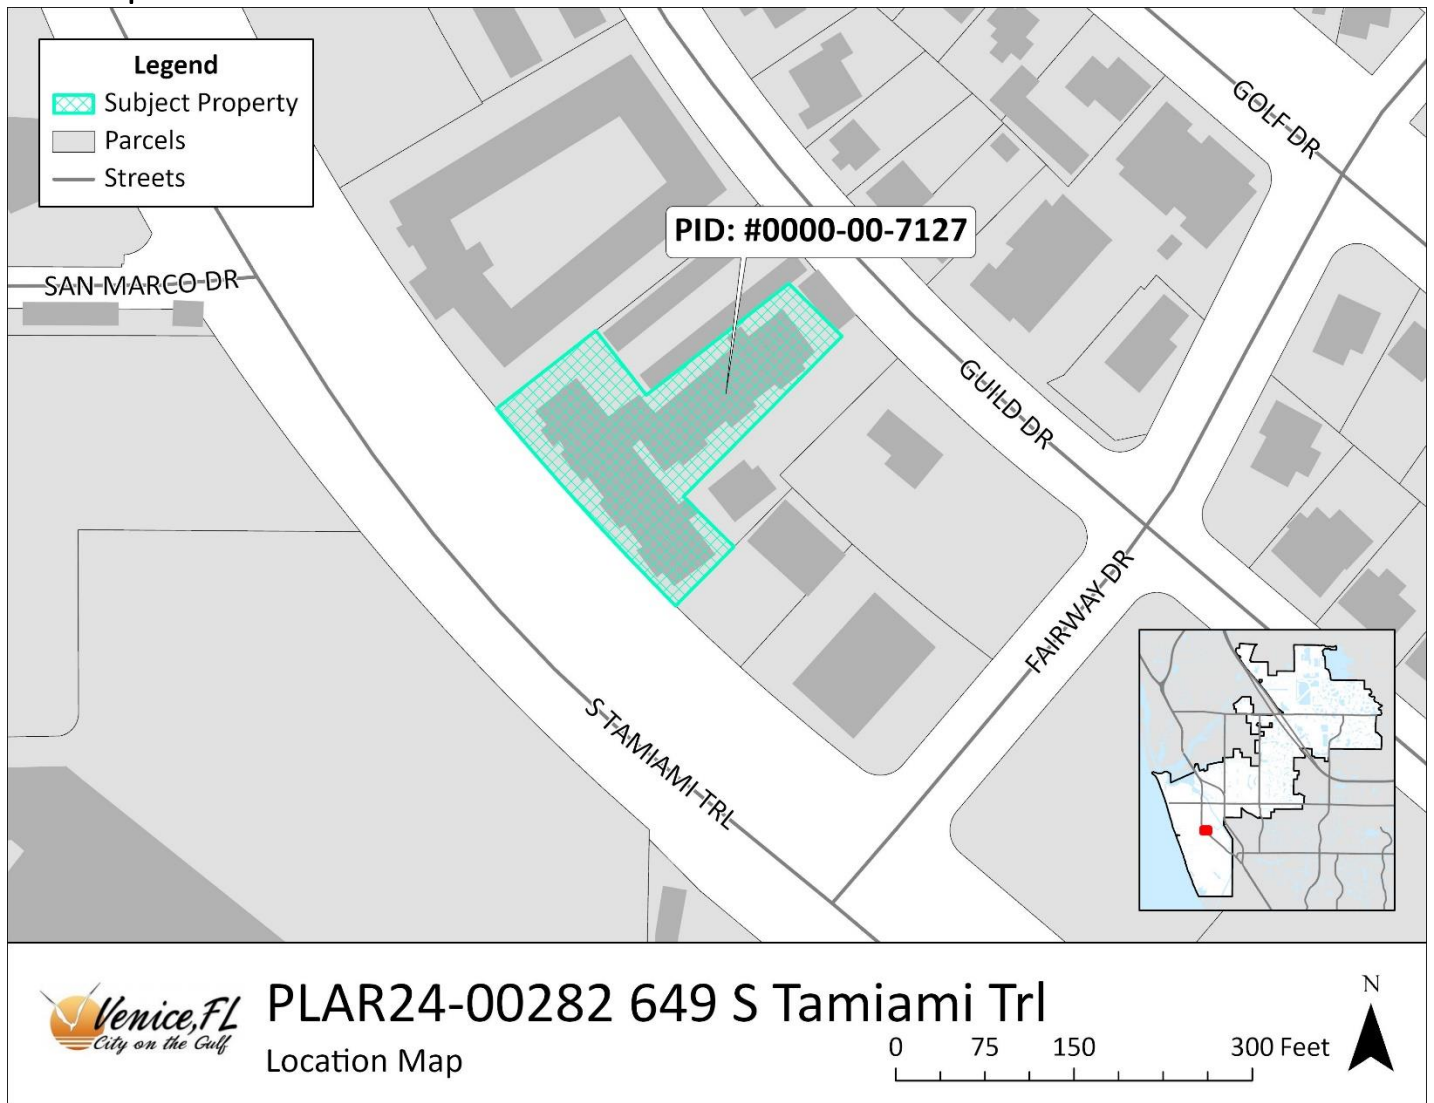 Legend
Subject Property
Parcels
Streets
GOLF DR
PID: #0000-00-7127
SAN MARCO DR
GUILD DR
FAIRWAY DR
S TAMIAMI TRL
Venice, FL
City on the Gulf
PLAR24-00282 649 S Tamiami Trl
Location Map
0 75 150 300 Feet
N